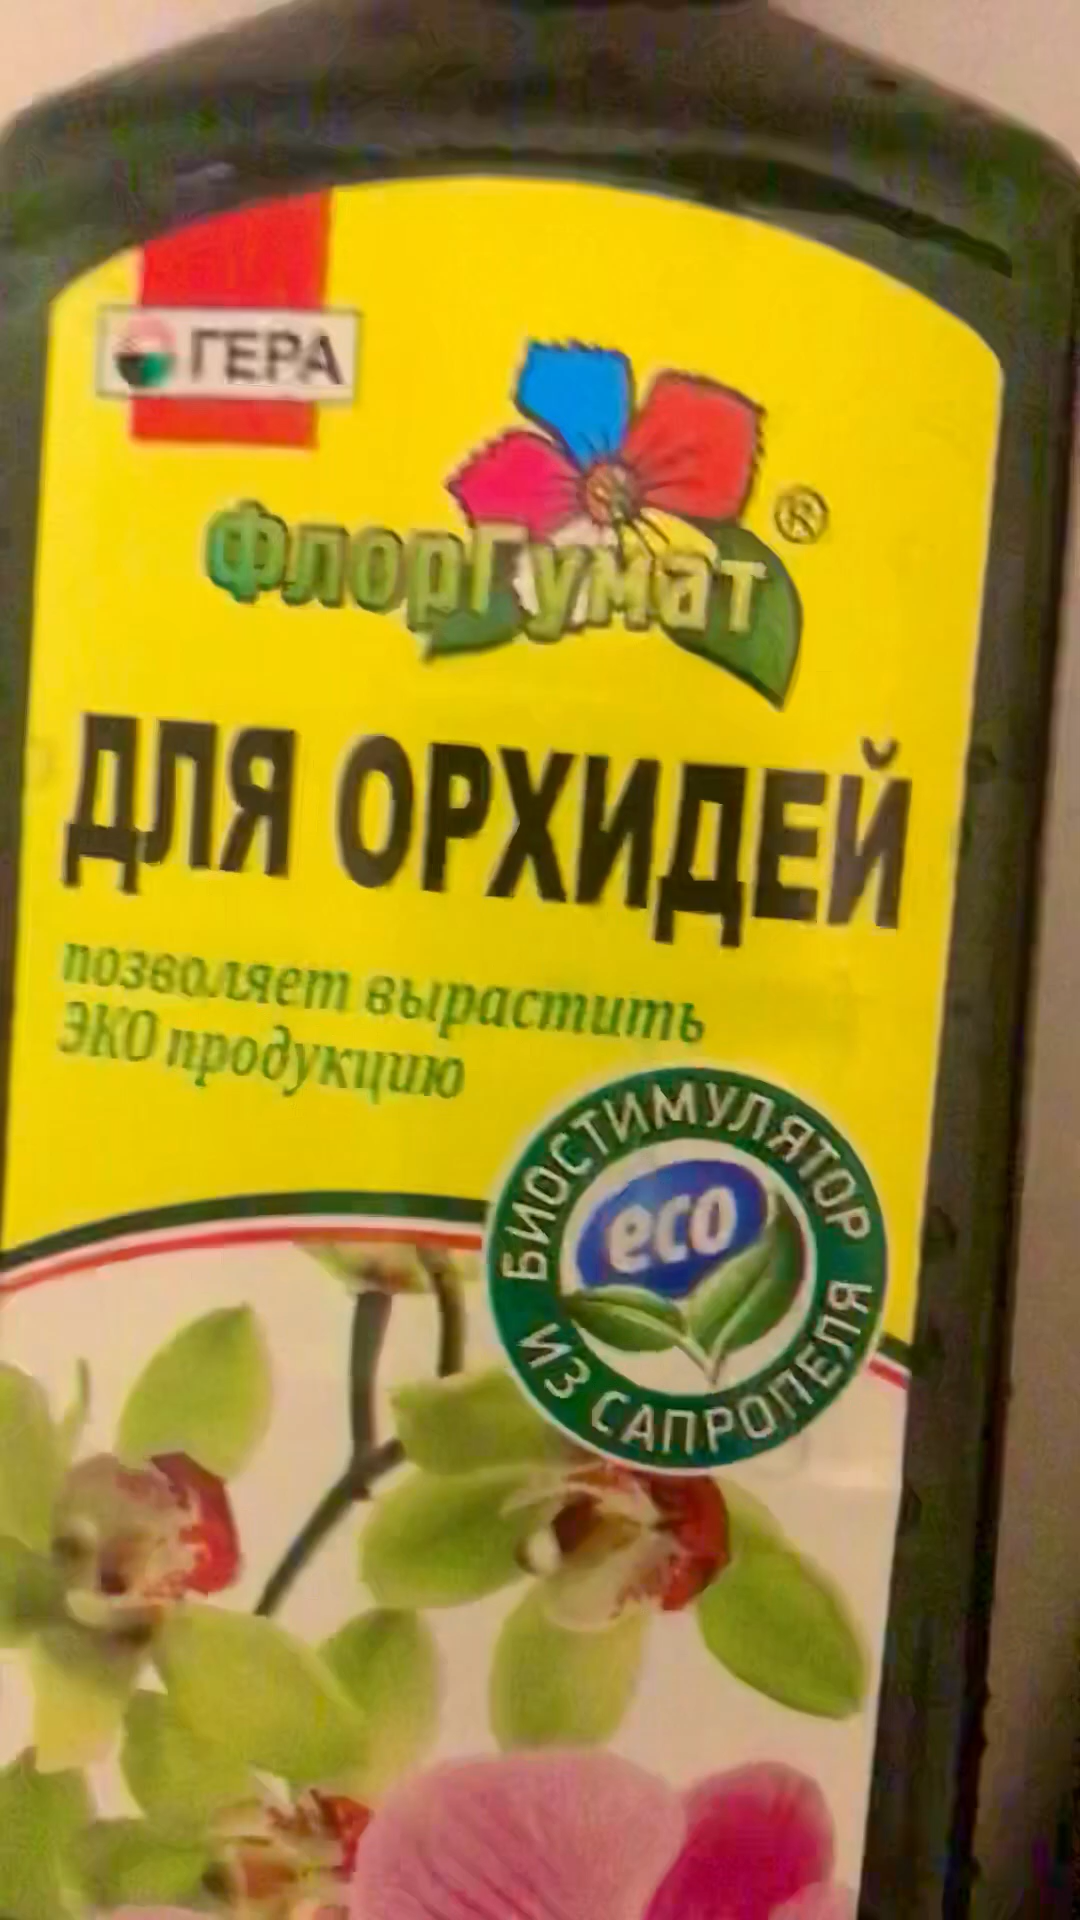 ГЕРА
ФлорГумат ®
ДЛЯ ОРХИДЕЙ
позволяет вырастить
ЭКО продукцию
БИОСТИМУЛЯТОР
eco
ИЗ САПРОПЕЛЯ